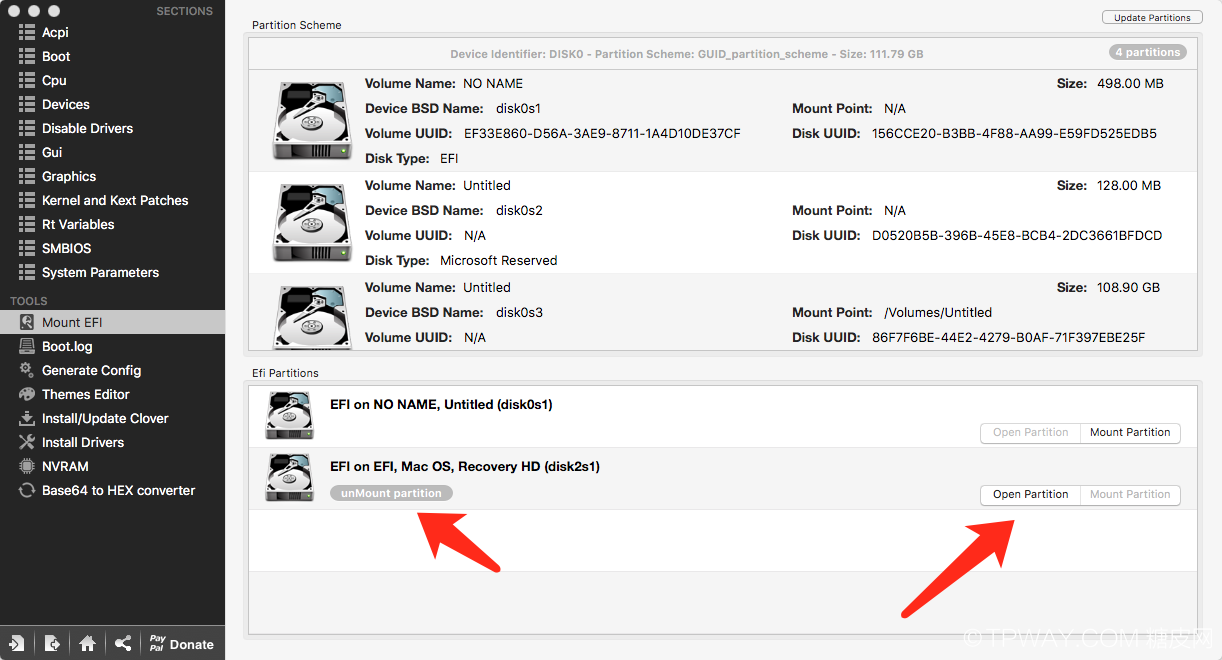 SECTIONS
Acpi
Boot
Cpu
Devices
Disable Drivers
Gui
Graphics
Kernel and Kext Patches
Rt Variables
SMBIOS
System Parameters
TOOLS
Mount EFI
Boot.log
Generate Config
Themes Editor
Install/Update Clover
Install Drivers
NVRAM
Base64 to HEX converter
Pay
Pal
Donate
Partition Scheme
Update Partitions
Device Identifier: DISK0 - Partition Scheme: GUID_partition_scheme - Size: 111.79 GB
4 partitions
Volume Name: NO NAME Size: 498.00 MB
Device BSD Name: disk0s1 Mount Point: N/A
Volume UUID: EF33E860-D56A-3AE9-8711-1A4D10DE37CF Disk UUID: 156CCE20-B3BB-4F88-AA99-E59FD525EDB5
Disk Type: EFI
Volume Name: Untitled Size: 128.00 MB
Device BSD Name: disk0s2 Mount Point: N/A
Volume UUID: N/A Disk UUID: D0520B5B-396B-45E8-BCB4-2DC3661BFDCD
Disk Type: Microsoft Reserved
Volume Name: Untitled Size: 108.90 GB
Device BSD Name: disk0s3 Mount Point: /Volumes/Untitled
Volume UUID: N/A Disk UUID: 86F7F6BE-44E2-4279-B0AF-71F397EBE25F
Efi Partitions
EFI on NO NAME, Untitled (disk0s1)
Open Partition Mount Partition
EFI on EFI, Mac OS, Recovery HD (disk2s1)
unMount partition Open Partition Mount Partition
©TPWAY.COM 糖皮网